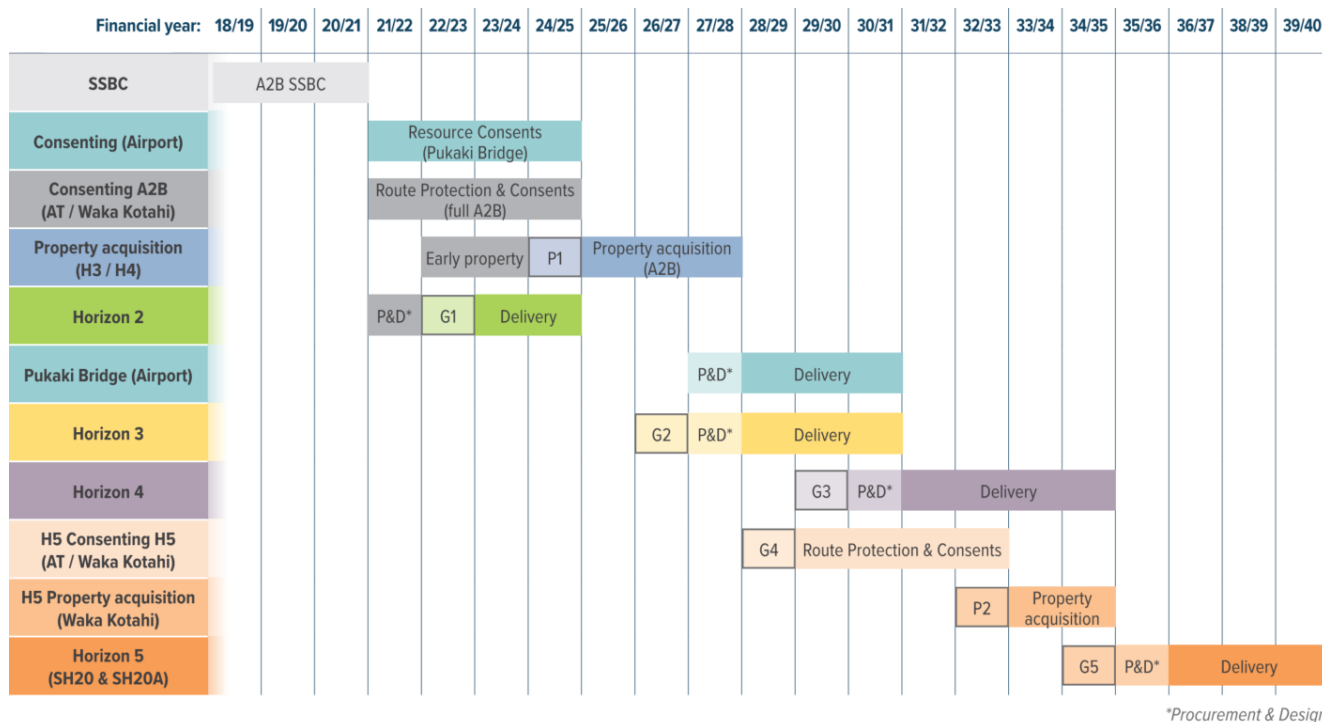 Financial year: 18/19 19/20 20/21 21/22 22/23 23/24 24/25 25/26 26/27 27/28 28/29 29/30 30/31 31/32 32/33 33/34 34/35 35/36 36/37 38/39 39/40
SSBC
A2B SSBC
Consenting (Airport)
Resource Consents
(Pukaki Bridge)
Consenting A2B
(AT / Waka Kotahi)
Route Protection & Consents
(full A2B)
Property acquisition
(H3 / H4)
Early property
P1
Property acquisition
(A2B)
Horizon 2
P&D*
G1
Delivery
Pukaki Bridge (Airport)
P&D*
Delivery
Horizon 3
G2
P&D*
Delivery
Horizon 4
G3
P&D*
Delivery
H5 Consenting H5
(AT / Waka Kotahi)
G4
Route Protection & Consents
H5 Property acquisition
(Waka Kotahi)
P2
Property
acquisition
Horizon 5
(SH20 & SH20A)
G5
P&D*
Delivery
*Procurement & Design